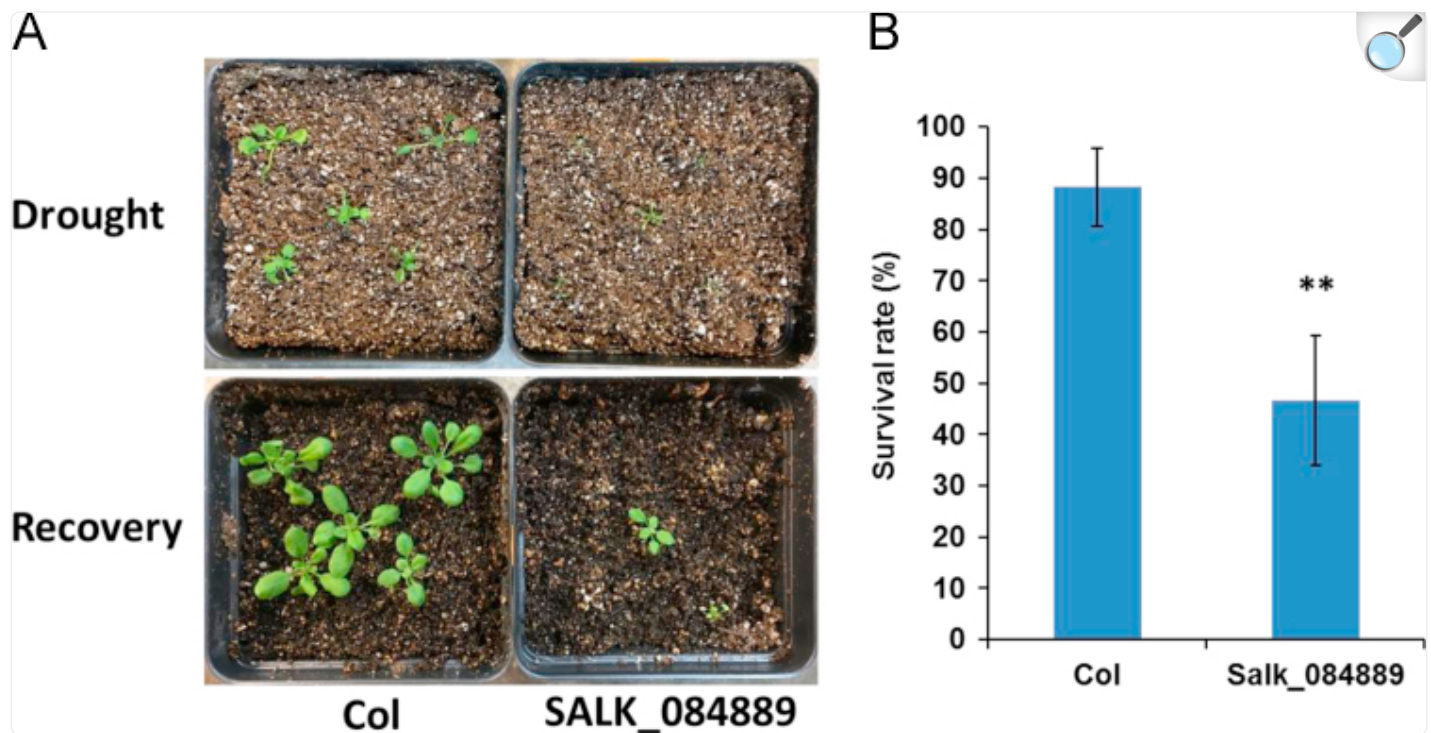 A
Drought
Recovery
Col
SALK_084889
B
Survival rate (%)
100
90
80
70
60
50
40
30
20
10
0
**
Col
Salk_084889